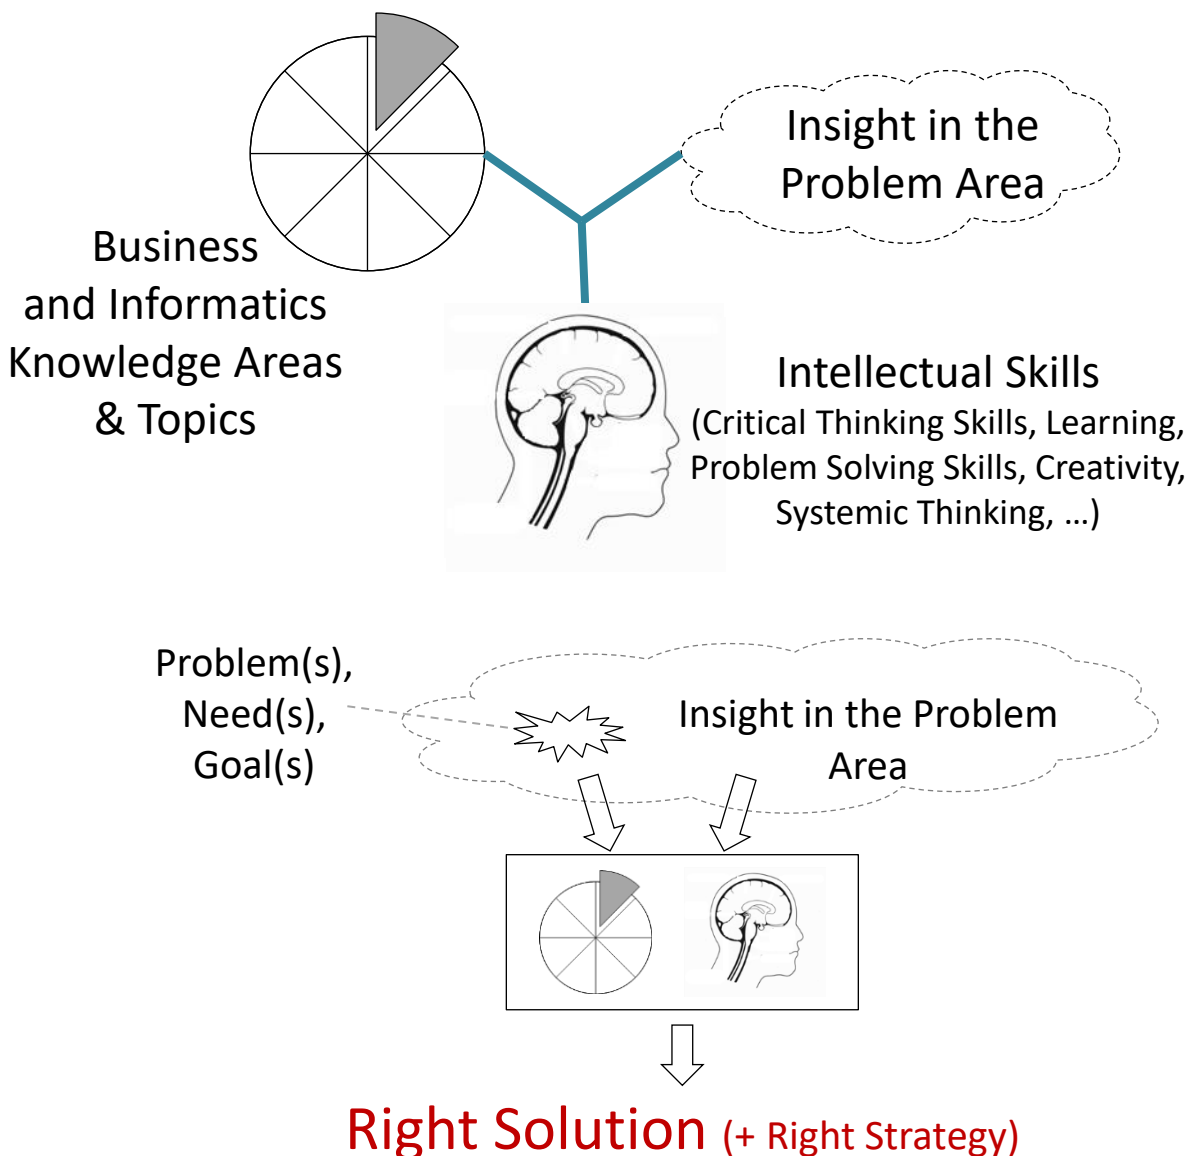 Insight in the
Problem Area
Business
and Informatics
Knowledge Areas
& Topics
Intellectual Skills
(Critical Thinking Skills, Learning,
Problem Solving Skills, Creativity,
Systemic Thinking, ...)
Problem(s),
Need(s),
Goal(s)
Insight in the Problem
Area
Right Solution (+ Right Strategy)